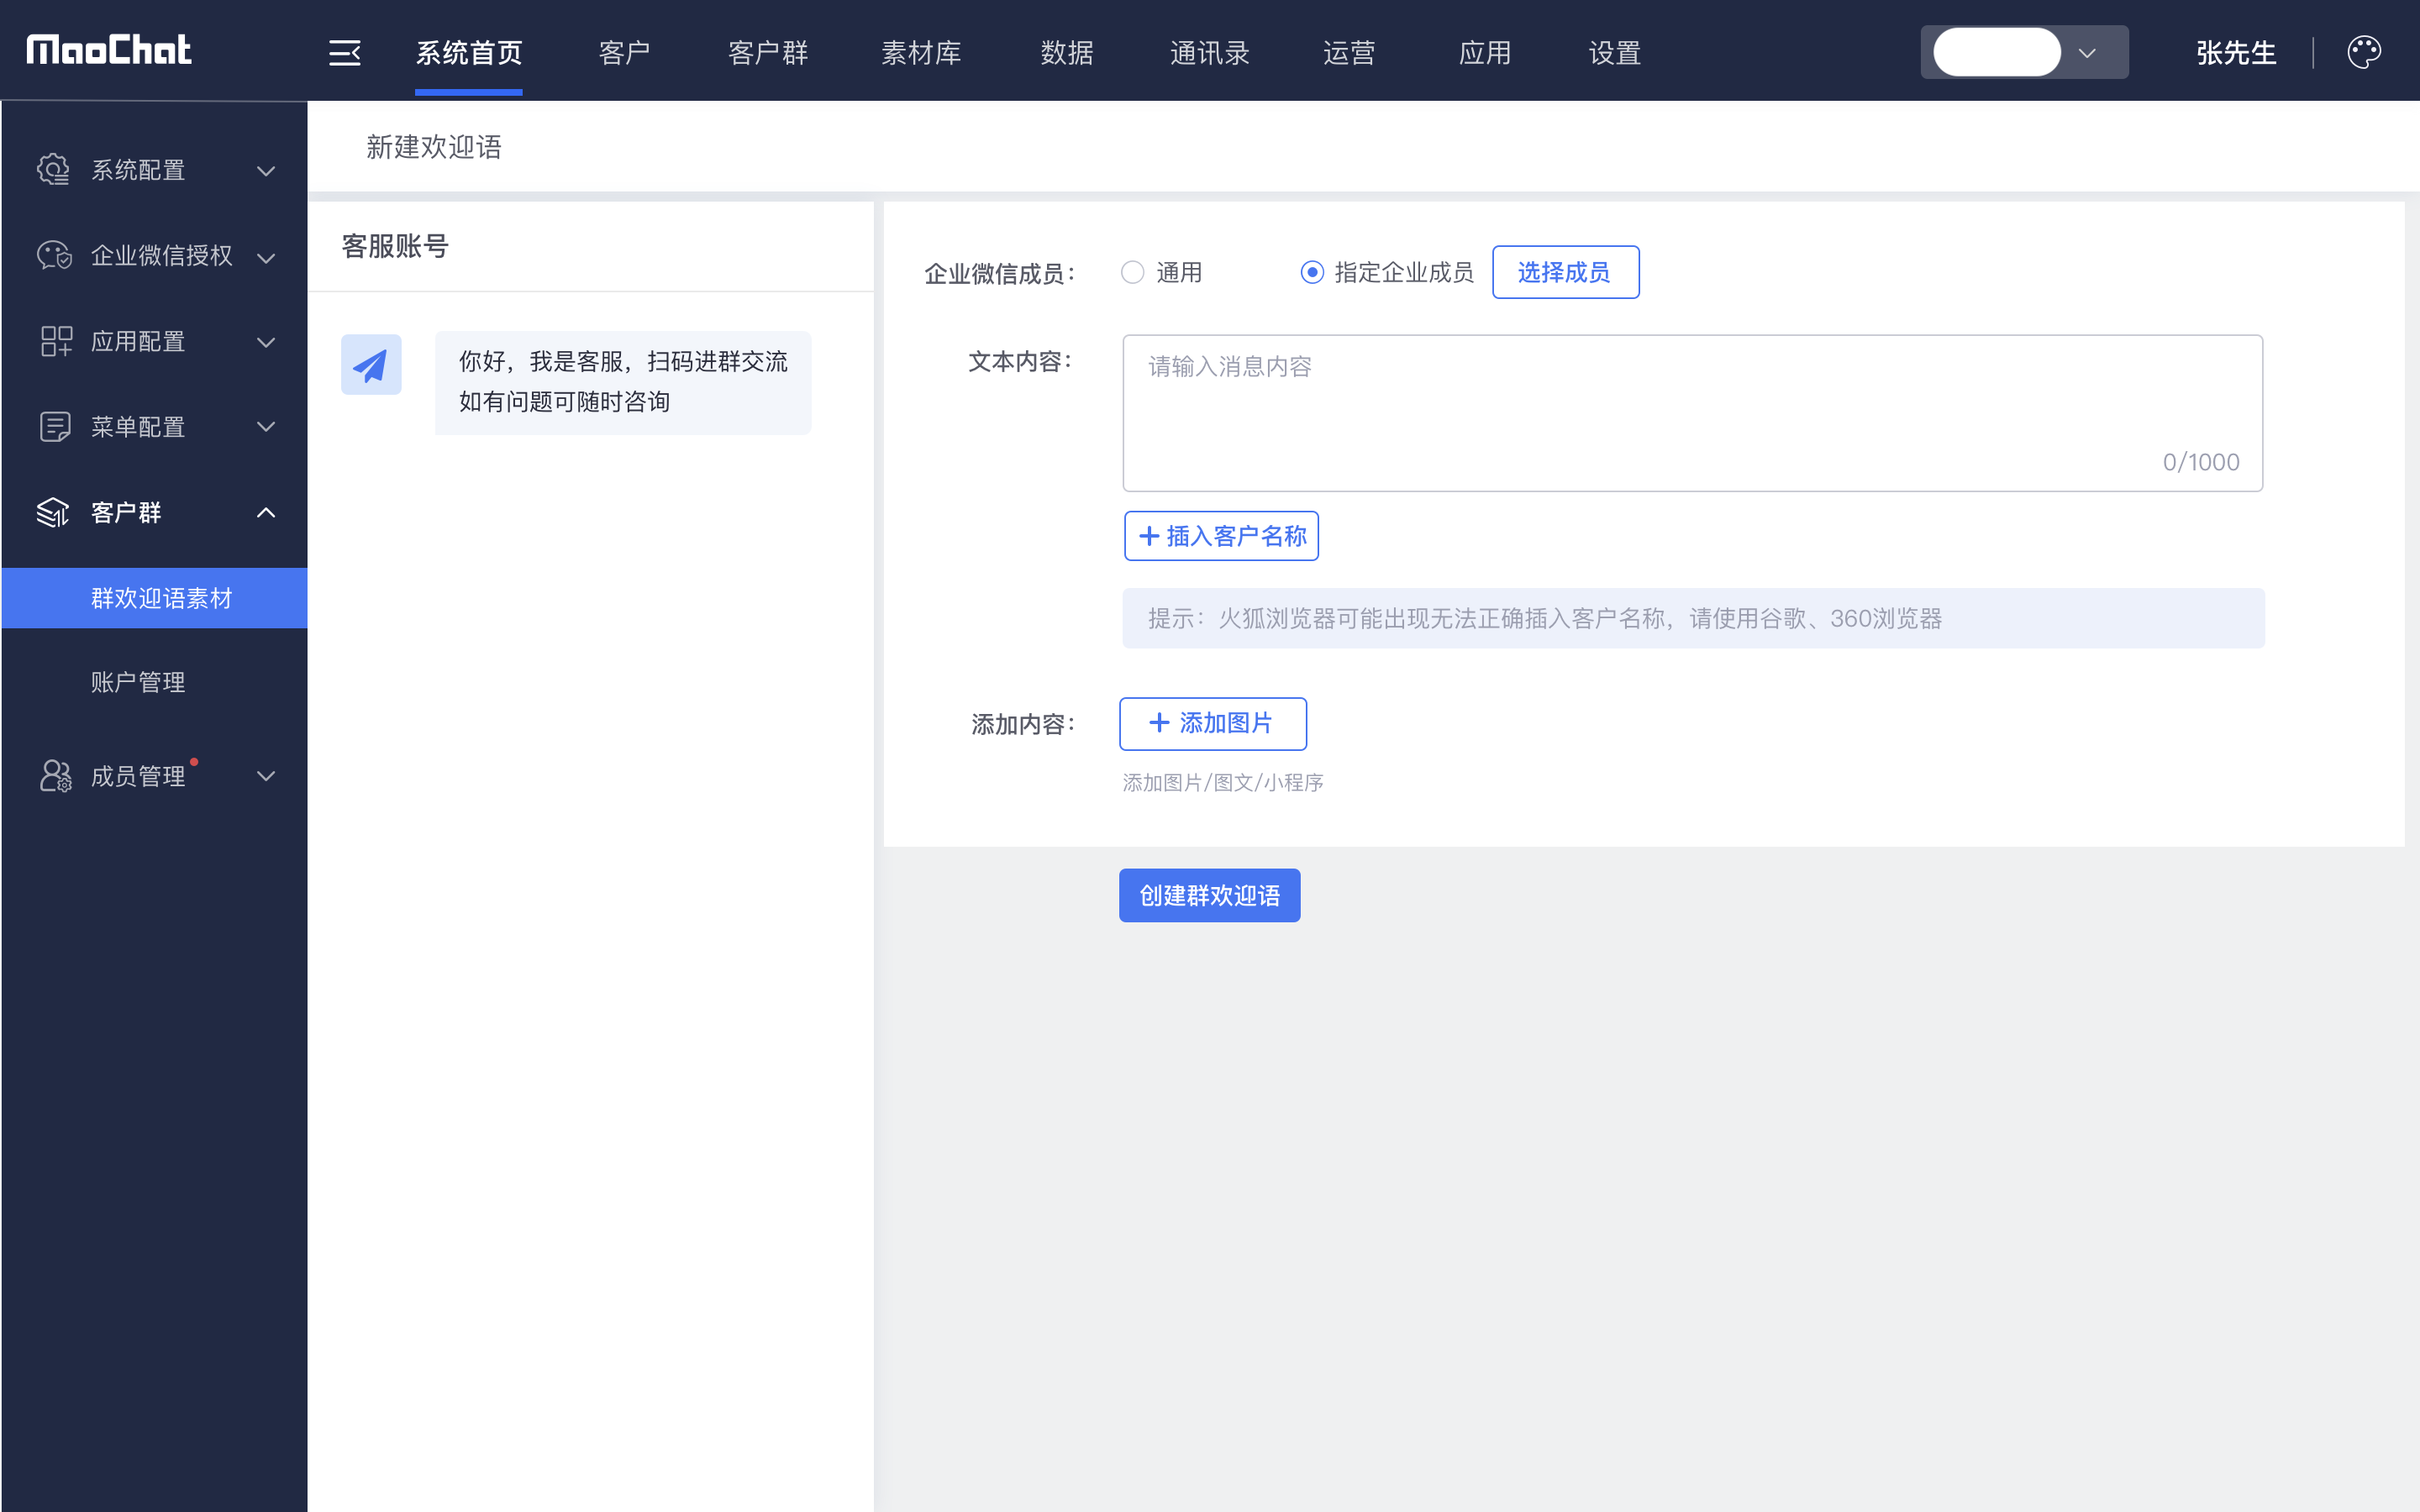 MaoChat
系统首页
客户
客户群
素材库
数据
通讯录
运营
应用
设置
张先生
系统配置
企业微信授权
应用配置
菜单配置
客户群
群欢迎语素材
账户管理
成员管理
新建欢迎语
客服账号
你好，我是客服，扫码进群交流
如有问题可随时咨询
企业微信成员：
通用
指定企业成员
选择成员
文本内容：
请输入消息内容
0/1000
插入客户名称
提示：火狐浏览器可能出现无法正确插入客户名称，请使用谷歌、360浏览器
添加内容：
添加图片
添加图片/图文/小程序
创建群欢迎语